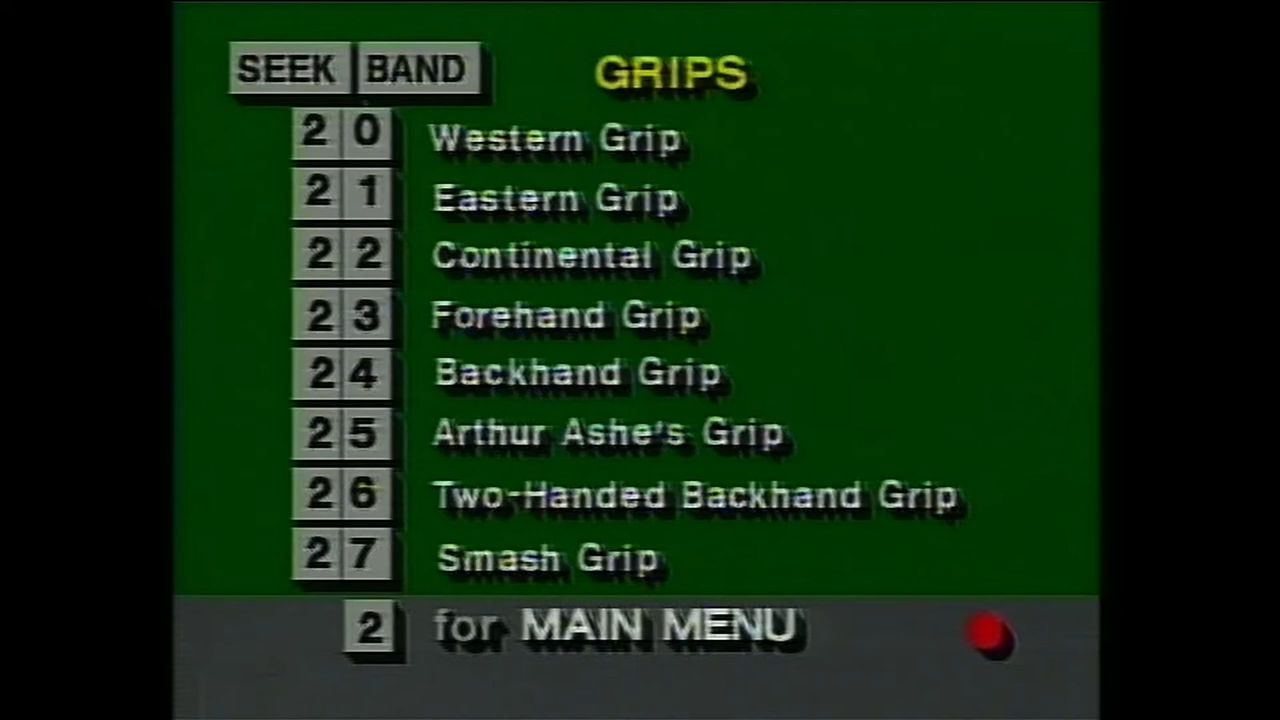 SEEK BAND GRIPS
20 Western Grip
21 Eastern Grip
22 Continental Grip
23 Forehand Grip
24 Backhand Grip
25 Arthur Ashe's Grip
26 Two-Handed Backhand Grip
27 Smash Grip
2 for MAIN MENU